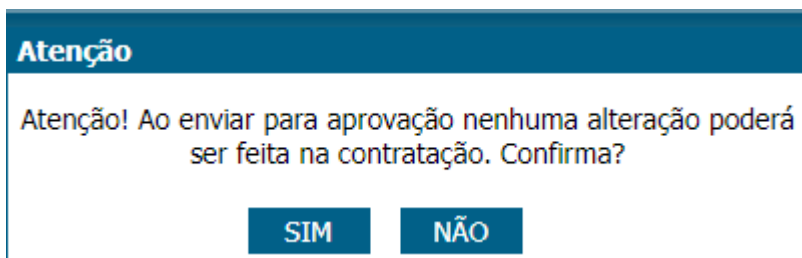 Atenção
Atenção! Ao enviar para aprovação nenhuma alteração poderá
ser feita na contratação. Confirma?
SIM NÃO